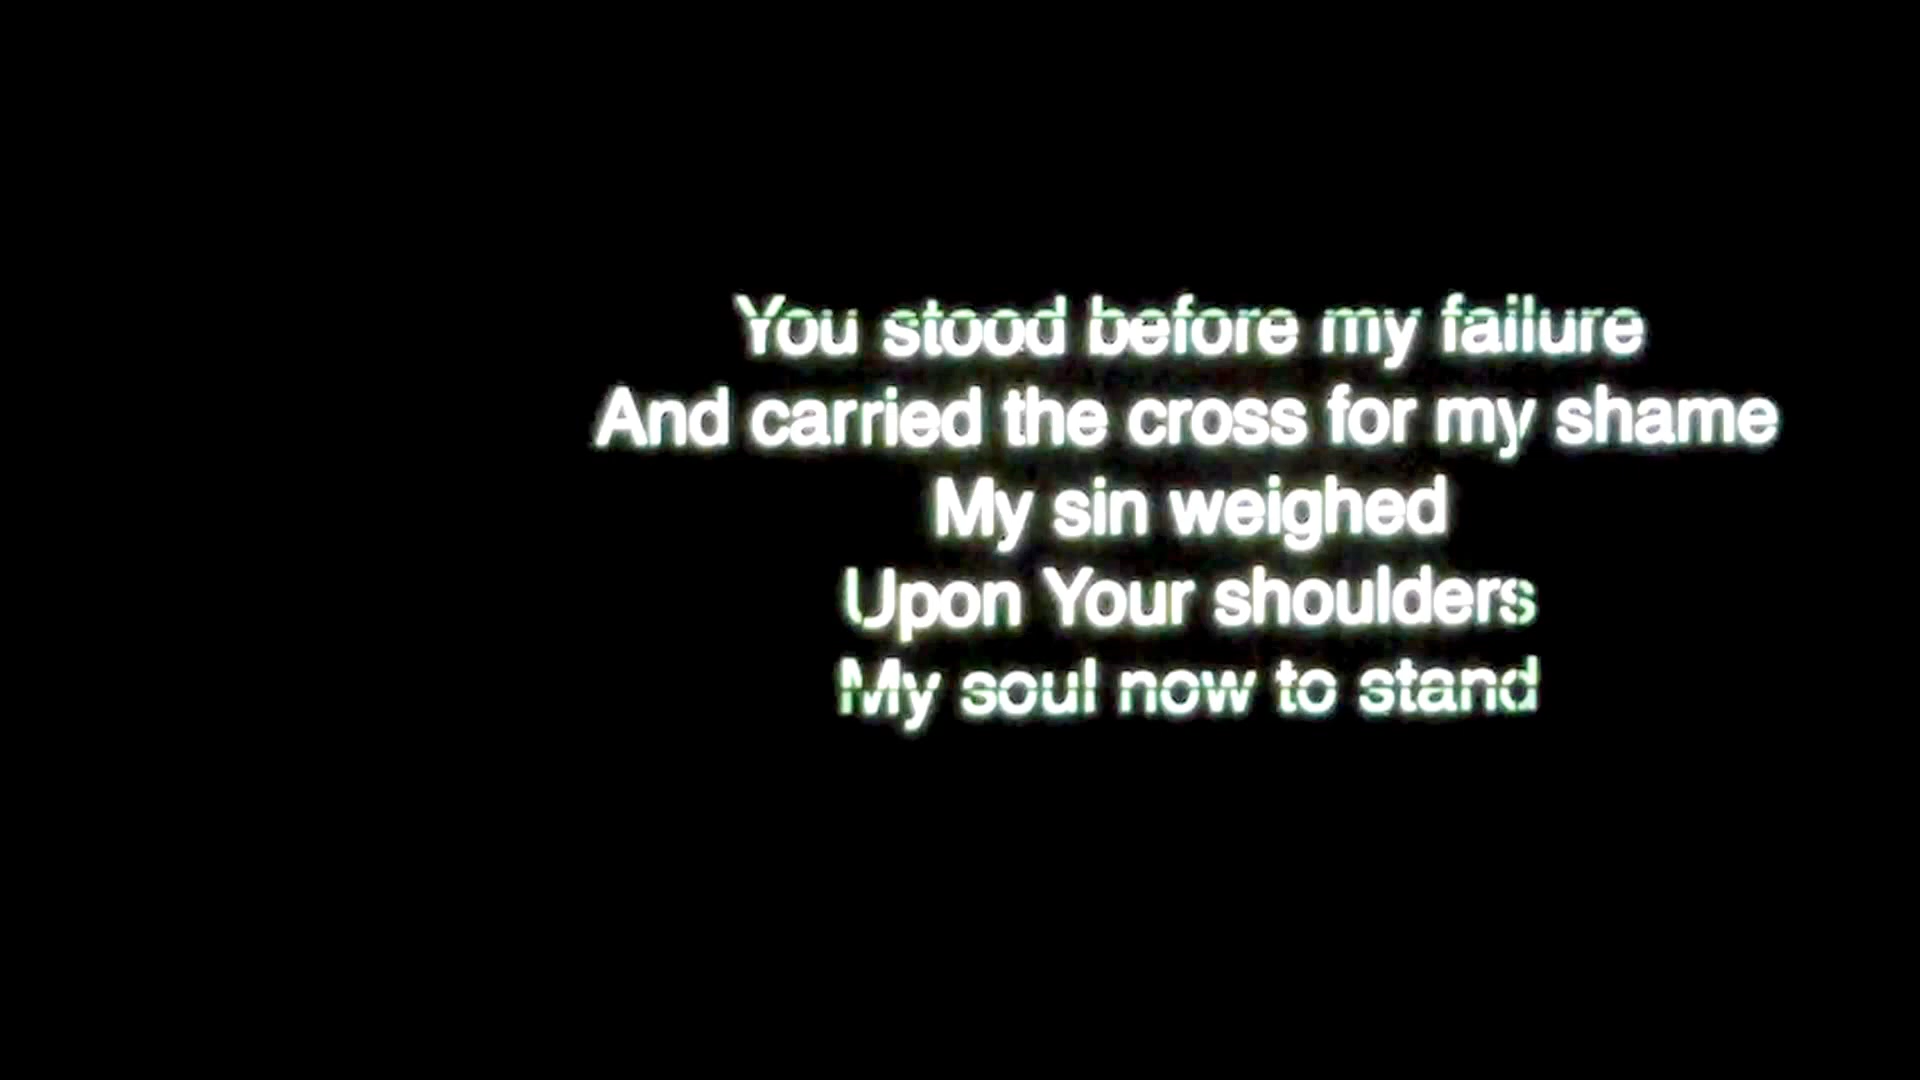 You stood before my failure
And carried the cross for my shame
My sin weighed
Upon Your shoulders
My soul now to stand